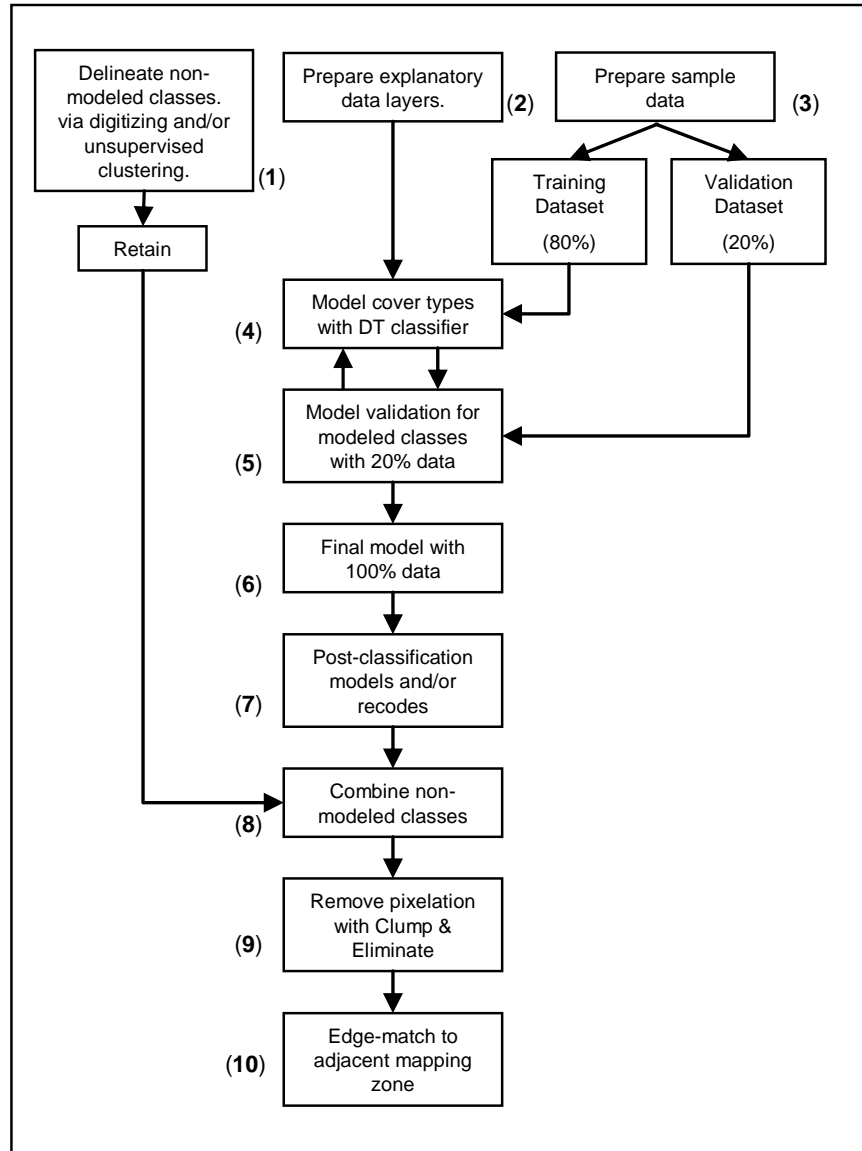 Delineate non-
modeled classes.
via digitizing and/or
unsupervised
clustering.
(1)
Retain
Prepare explanatory
data layers.
(2)
Prepare sample
data
(3)
Training
Dataset
(80%)
Validation
Dataset
(20%)
Model cover types
with DT classifier
(4)
Model validation for
modeled classes
with 20% data
(5)
Final model with
100% data
(6)
Post-classification
models and/or
recodes
(7)
Combine non-
modeled classes
(8)
Remove pixelation
with Clump &
Eliminate
(9)
Edge-match to
adjacent mapping
zone
(10)